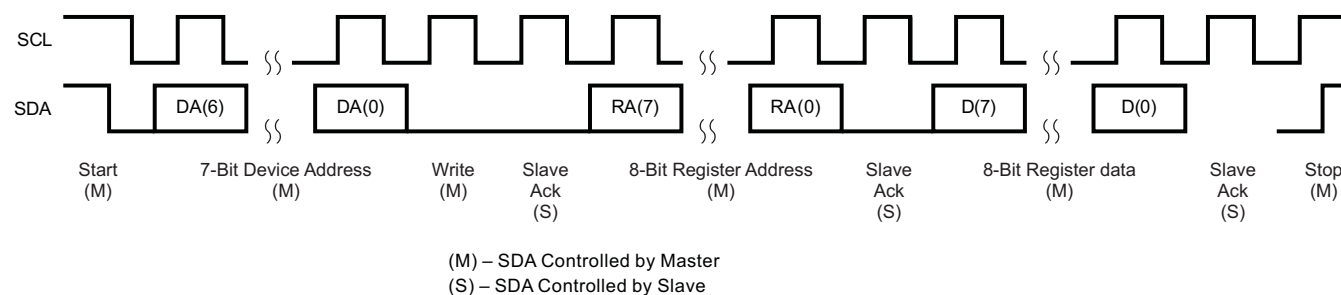 SCL
SDA
DA(6)
DA(0)
RA(7)
RA(0)
D(7)
D(0)
Start
(M)
7-Bit Device Address
(M)
Write
(M)
Slave
Ack
(S)
8-Bit Register Address
(M)
Slave
Ack
(S)
8-Bit Register data
(M)
Slave
Ack
(S)
Stop
(M)
(M) – SDA Controlled by Master
(S) – SDA Controlled by Slave